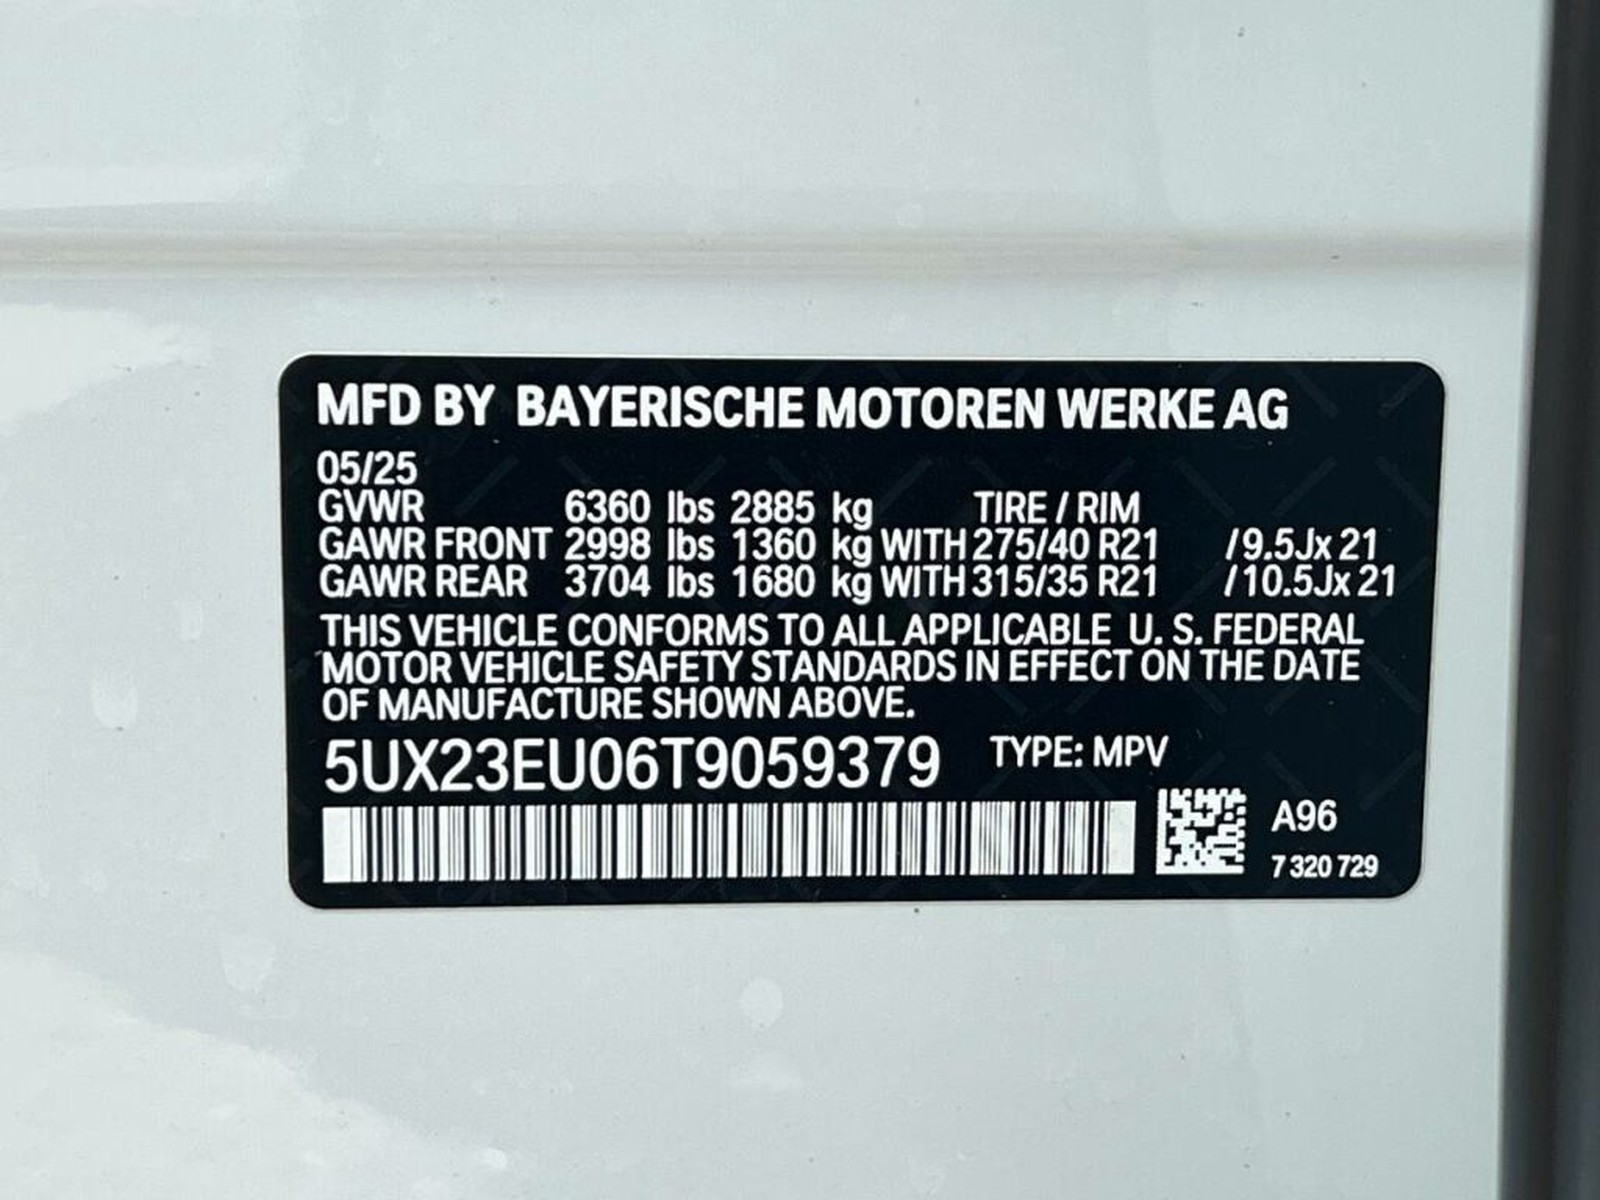 MFD BY BAYERISCHE MOTOREN WERKE AG
05/25
GVWR 6360 lbs 2885 kg TIRE / RIM
GAWR FRONT 2998 lbs 1360 kg WITH 275/40 R21 /9.5Jx 21
GAWR REAR 3704 lbs 1680 kg WITH 315/35 R21 /10.5Jx 21
THIS VEHICLE CONFORMS TO ALL APPLICABLE U. S. FEDERAL
MOTOR VEHICLE SAFETY STANDARDS IN EFFECT ON THE DATE
OF MANUFACTURE SHOWN ABOVE.
5UX23EU06T9059379 TYPE: MPV
A96
7 320 729